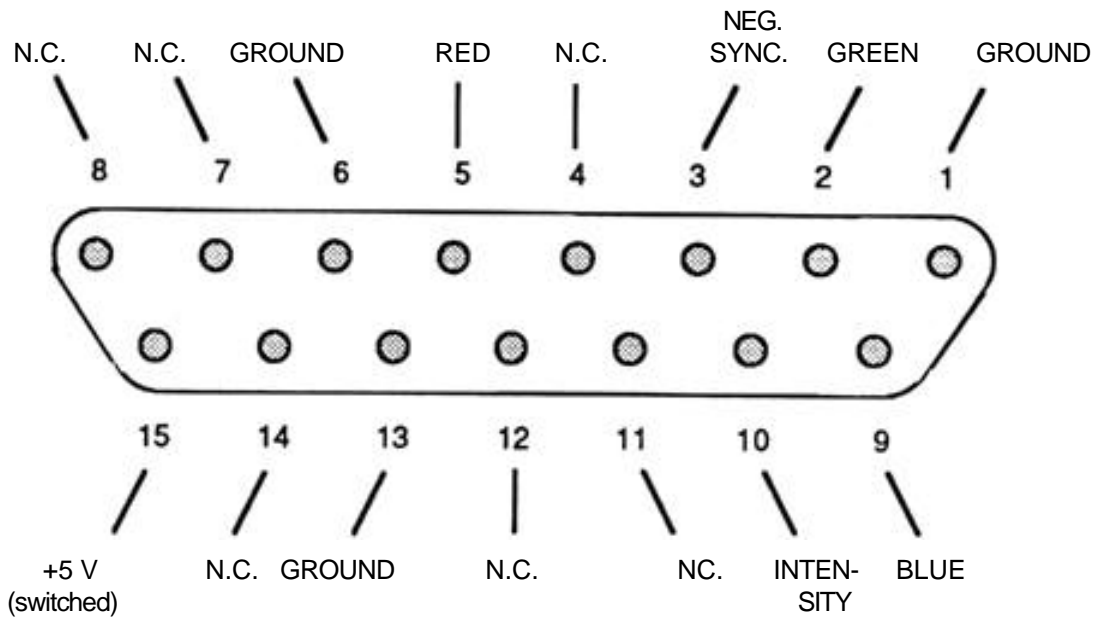 NEG.
N.C. N.C. GROUND RED N.C. SYNC. GREEN GROUND
8 7 6 5 4 3 2 1
15 14 13 12 11 10 9
+5 V N.C. GROUND N.C. NC. INTEN- BLUE
(switched) SITY